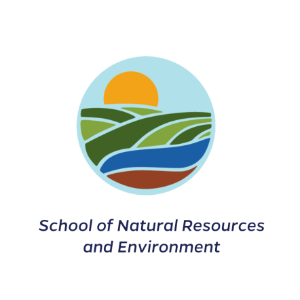 School of Natural Resources
and Environment